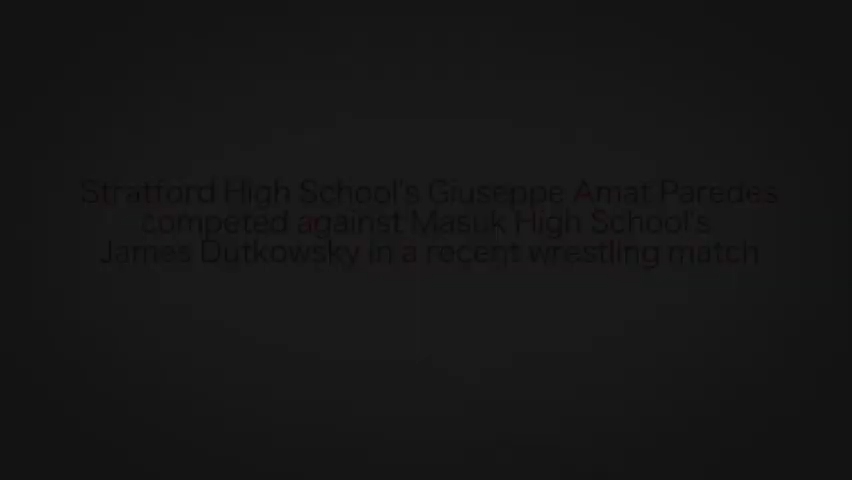 Stratford High School's Giuseppe Amat Paredes
competed against Masuk High School's
James Dutkowsky in a recent wrestling match